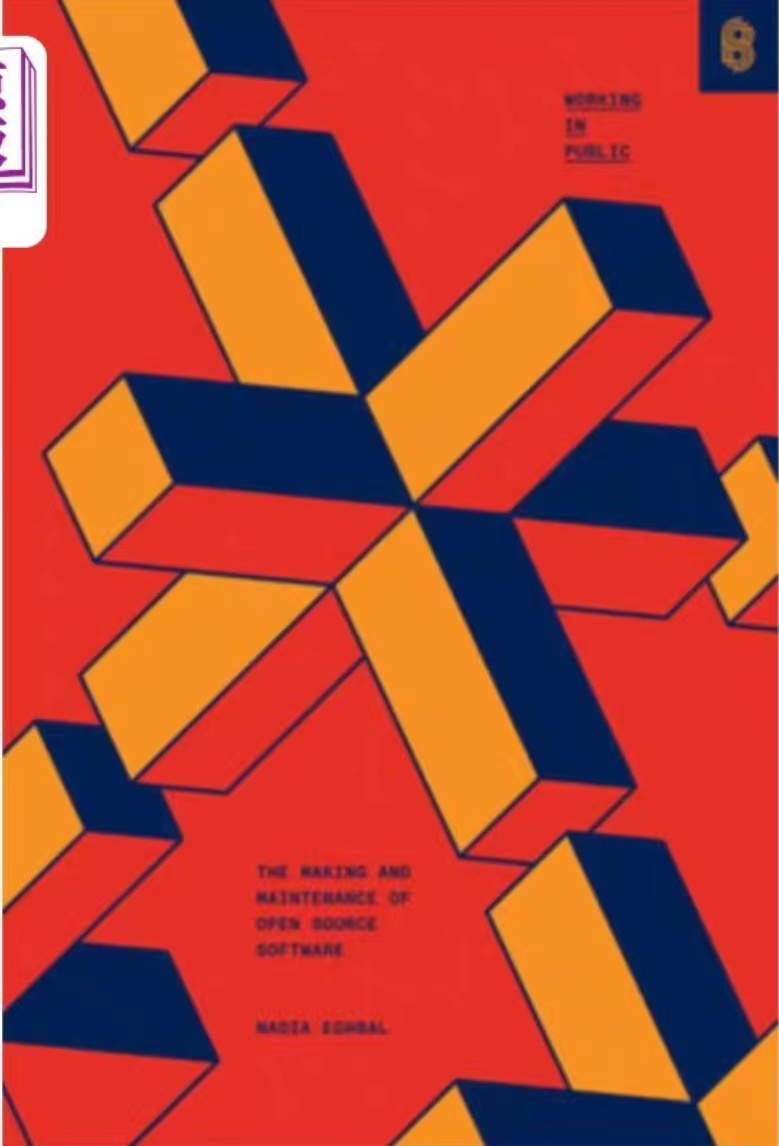 WORKING
IN
PUBLIC
THE MAKING AND
MAINTENANCE OF
OPEN SOURCE
SOFTWARE
NADIA EGHBAL